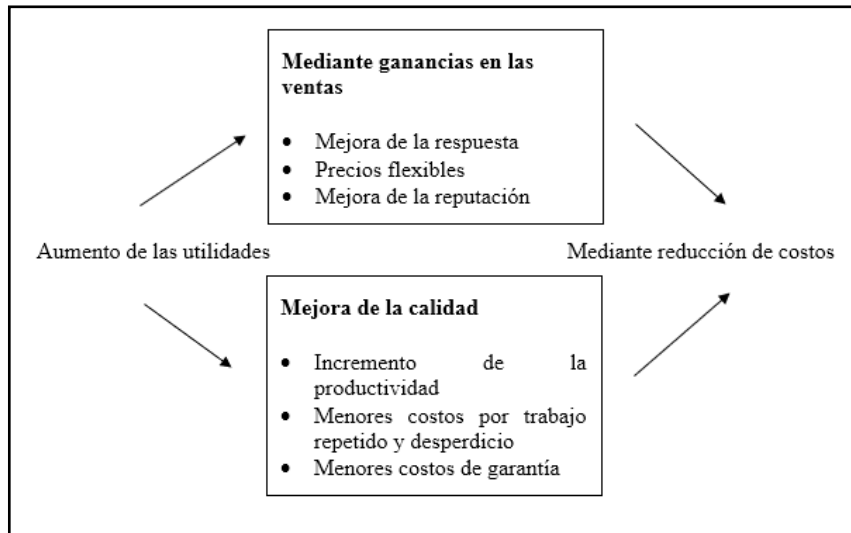 Mediante ganancias en las
ventas
• Mejora de la respuesta
• Precios flexibles
• Mejora de la reputación
Aumento de las utilidades
Mediante reducción de costos
Mejora de la calidad
• Incremento de la
productividad
• Menores costos por trabajo
repetido y desperdicio
• Menores costos de garantía